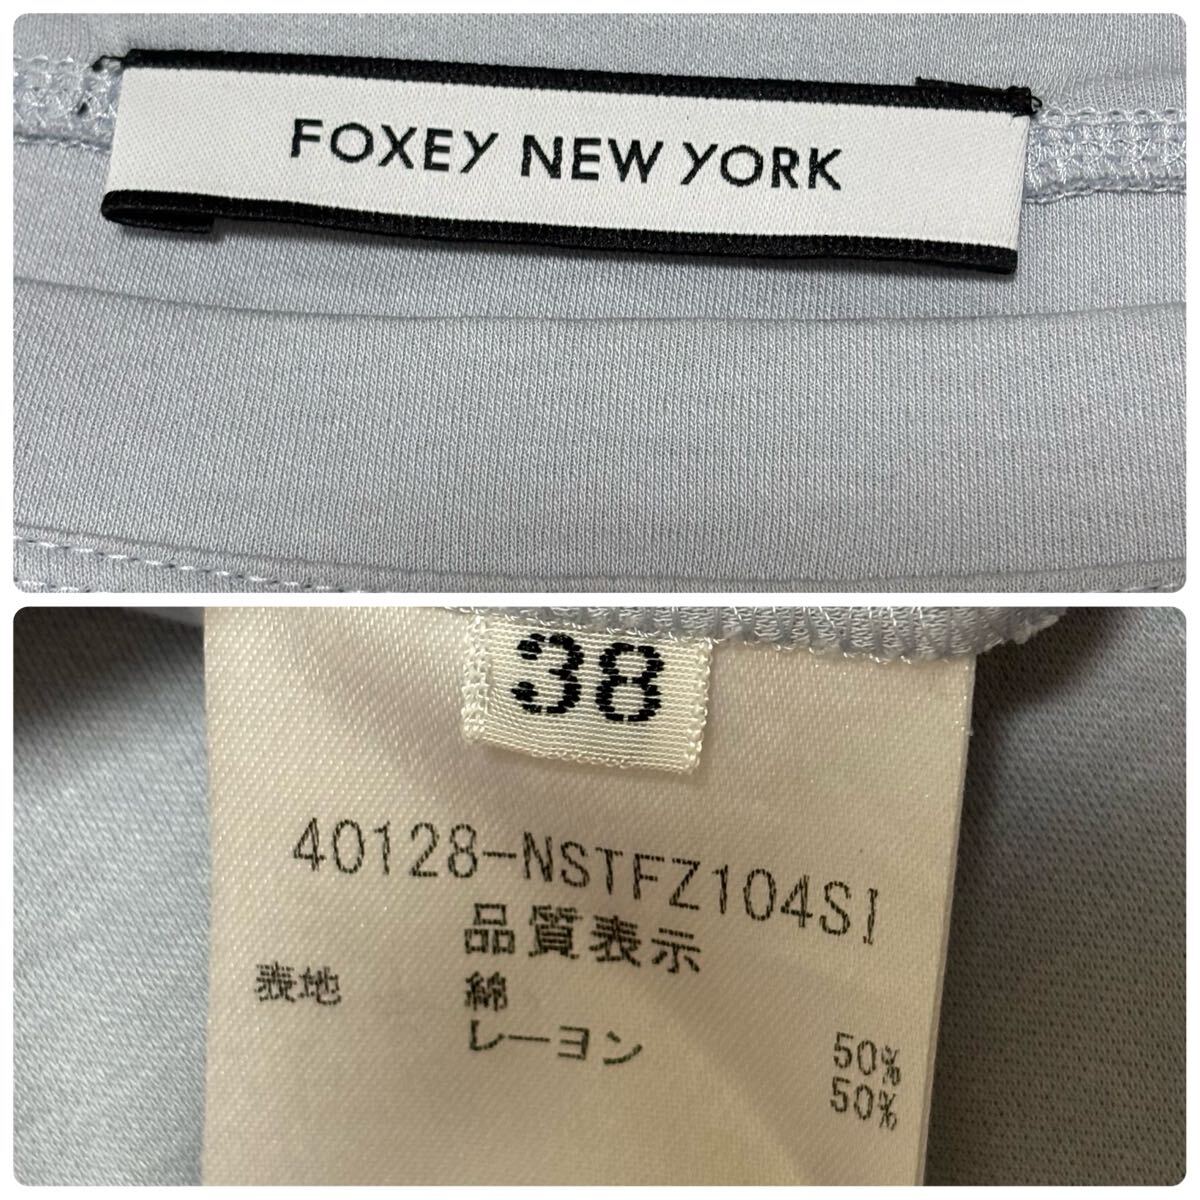 FOXEY NEW YORK
38
40128-NSTFZ104SI
品質表示
表地 綿 50%
レーヨン 50%